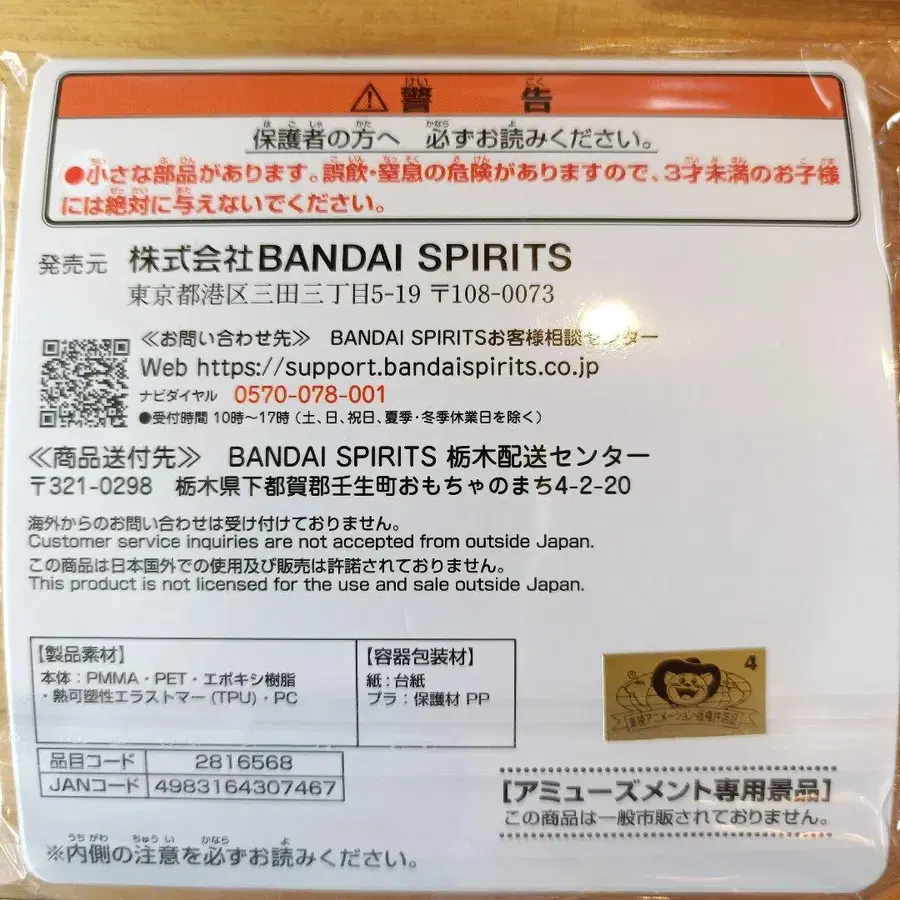 ⚠警告
保護者の方へ 必ずお読みください。
●小さな部品があります。誤飲・窒息の危険がありますので、3才未満のお子様
には絶対に与えないでください。
発売元 株式会社BANDAI SPIRITS
東京都港区三田三丁目5-19 〒108-0073
≪お問い合わせ先≫ BANDAI SPIRITSお客様相談センター
Web https://support.bandaispirits.co.jp
ナビダイヤル 0570-078-001
●受付時間 10時〜17時 (土、日、祝日、夏季・冬季休業日を除く)
≪商品送付先≫ BANDAI SPIRITS 栃木配送センター
〒321-0298 栃木県下都賀郡壬生町おもちゃのまち4-2-20
海外からのお問い合わせは受け付けておりません。
Customer service inquiries are not accepted from outside Japan.
この商品は日本国外での使用及び販売は許諾されておりません。
This product is not licensed for the use and sale outside Japan.
【製品素材】
本体：PMMA・PET・エポキシ樹脂
・熱可塑性エラストマー(TPU)・PC
【容器包装材】
紙：台紙
プラ：保護材 PP
4
東映アニメーション版権許諾証
品目コード 2816568
JANコード 4983164307467
[アミューズメント専用景品]
この商品は一般市販されておりません。
※内側の注意を必ずお読みください。